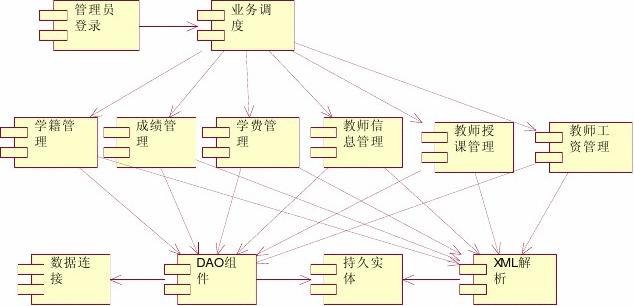 管理员
登录
业务调
度
学籍管
理
成绩管
理
学费管
理
教师信
息管理
教师授
课管理
教师工
资管理
数据连
接
DAO组
件
持久实
体
XML解
析